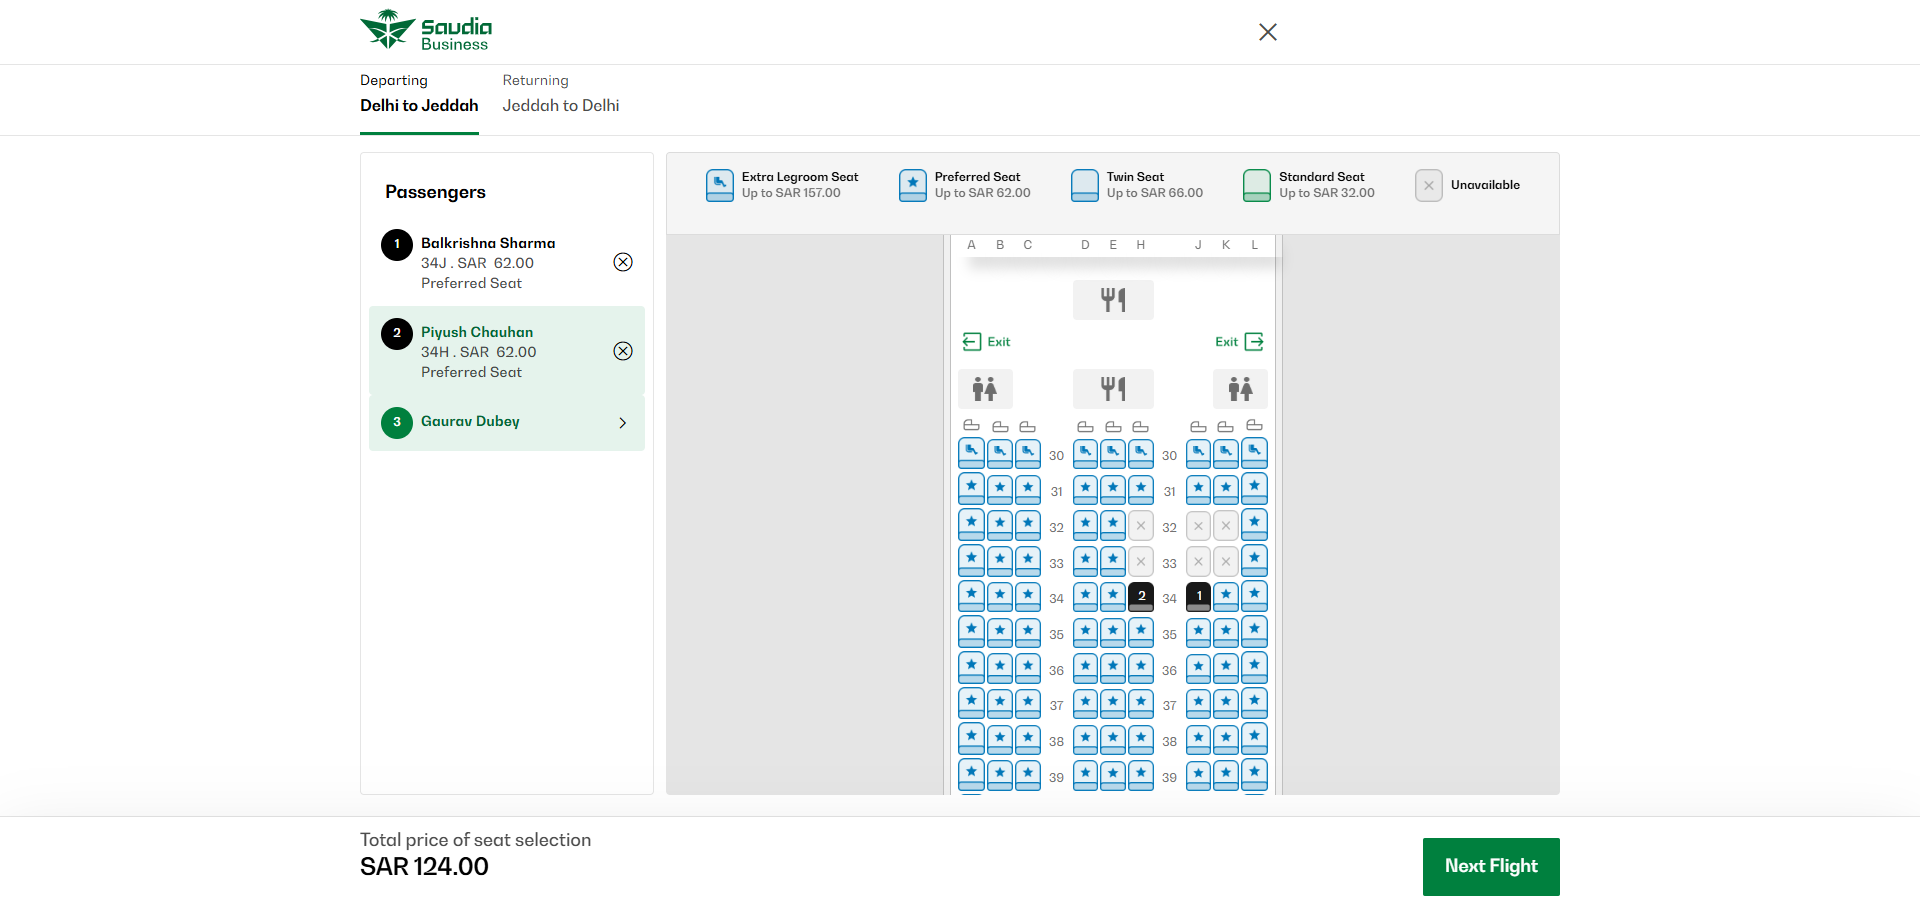 Saudia
Business
Departing
Delhi to Jeddah
Returning
Jeddah to Delhi
Passengers
1
Balkrishna Sharma
34J . SAR 62.00
Preferred Seat
2
Piyush Chauhan
34H . SAR 62.00
Preferred Seat
3
Gaurav Dubey
Extra Legroom Seat
Up to SAR 157.00
Preferred Seat
Up to SAR 62.00
Twin Seat
Up to SAR 66.00
Standard Seat
Up to SAR 32.00
Unavailable
A B C D E H J K L
Exit
Exit
30 30
31 31
32 32
33 33
34 2 34 1
35 35
36 36
37 37
38 38
39 39
Total price of seat selection
SAR 124.00
Next Flight